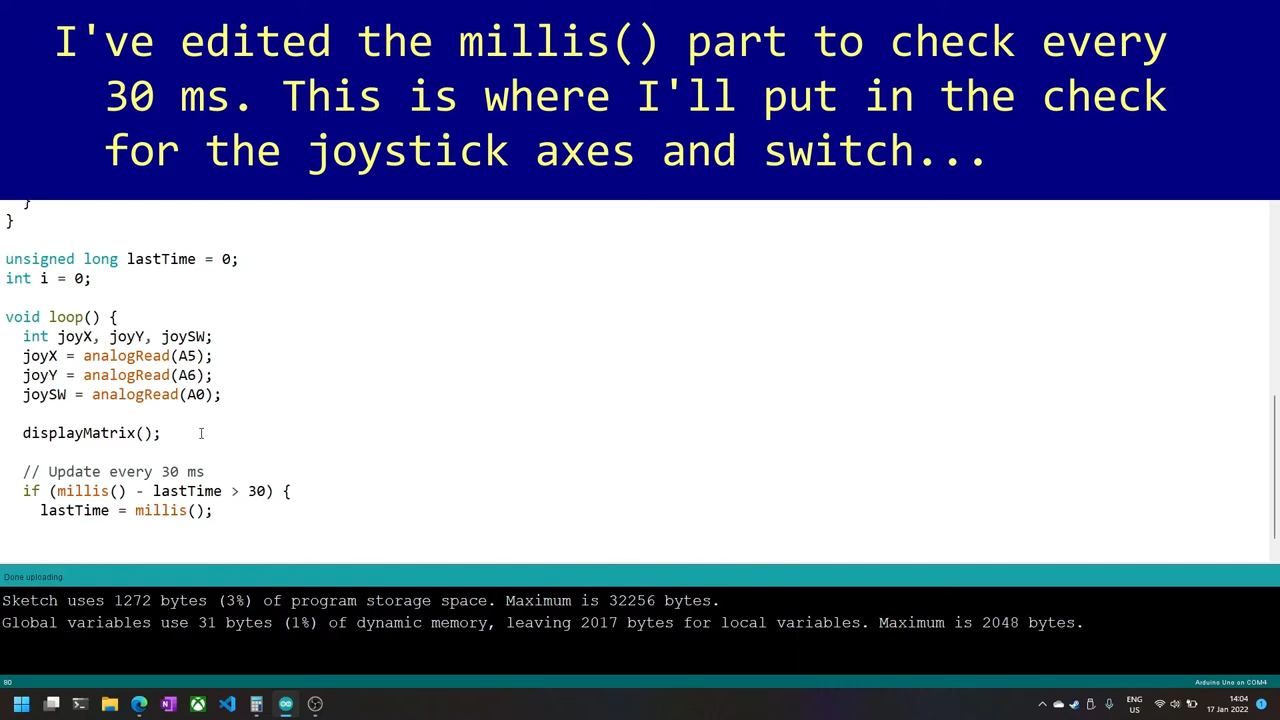 I've edited the millis() part to check every
30 ms. This is where I'll put in the check
for the joystick axes and switch...
}
}
unsigned long lastTime = 0;
int i = 0;
void loop() {
int joyX, joyY, joySW;
joyX = analogRead(A5);
joyY = analogRead(A6);
joySW = analogRead(A0);
displayMatrix();
// Update every 30 ms
if (millis() - lastTime > 30) {
lastTime = millis();
Done uploading.
Sketch uses 1272 bytes (3%) of program storage space. Maximum is 32256 bytes.
Global variables use 31 bytes (1%) of dynamic memory, leaving 2017 bytes for local variables. Maximum is 2048 bytes.
80
Arduino Uno on COM4
ENG
US
14:04
17 Jan 2022